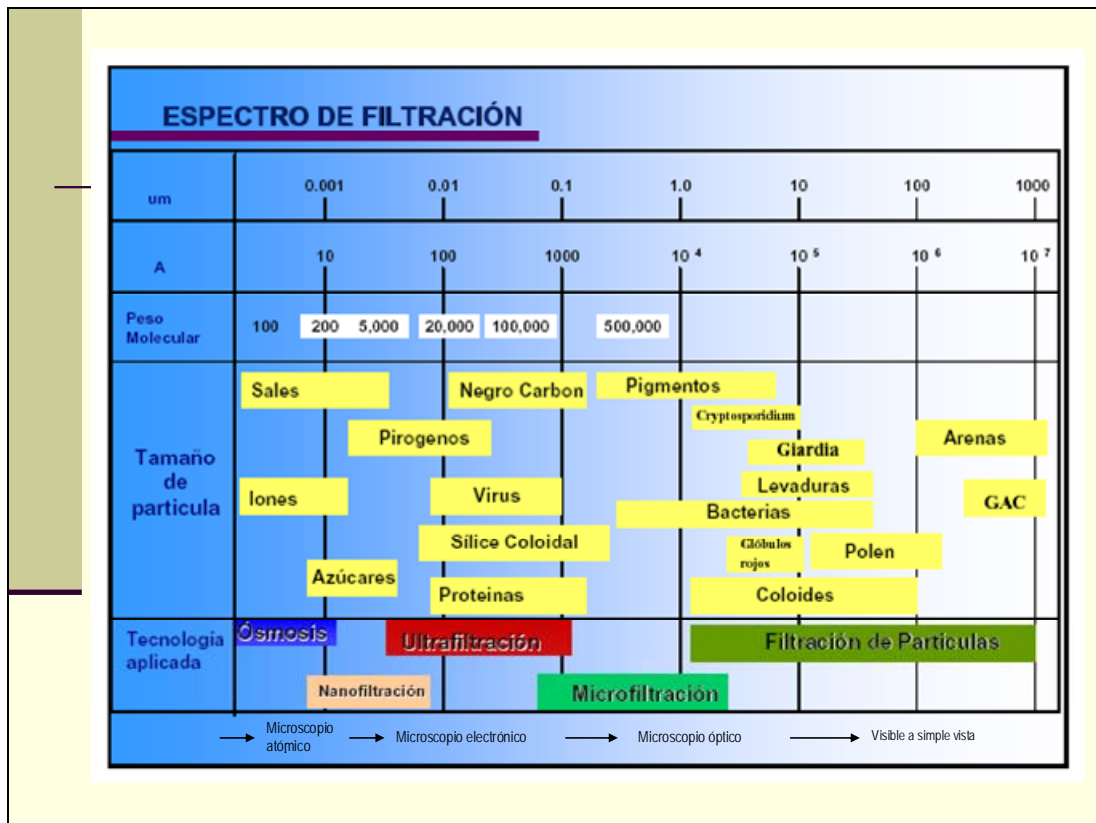 ESPECTRO DE FILTRACIÓN
um 0.001 0.01 0.1 1.0 10 100 1000
A 10 100 1000 10 4 10 5 10 6 10 7
Peso
Molecular
100 200 5,000 20,000 100,000 500,000
Tamaño
de
particula
Sales Negro Carbon Pigmentos
Cryptosporidium
Pirogenos Giardia Arenas
Iones Virus Levaduras GAC
Bacterias
Sílice Coloidal Glóbulos
rojos
Polen
Azúcares Proteinas Coloides
Tecnología
aplicada
Ósmosis Ultrafiltración Filtración de Particulas
Nanofiltración Microfiltración
Microscopio
atómico
Microscopio electrónico Microscopio óptico Visible a simple vista